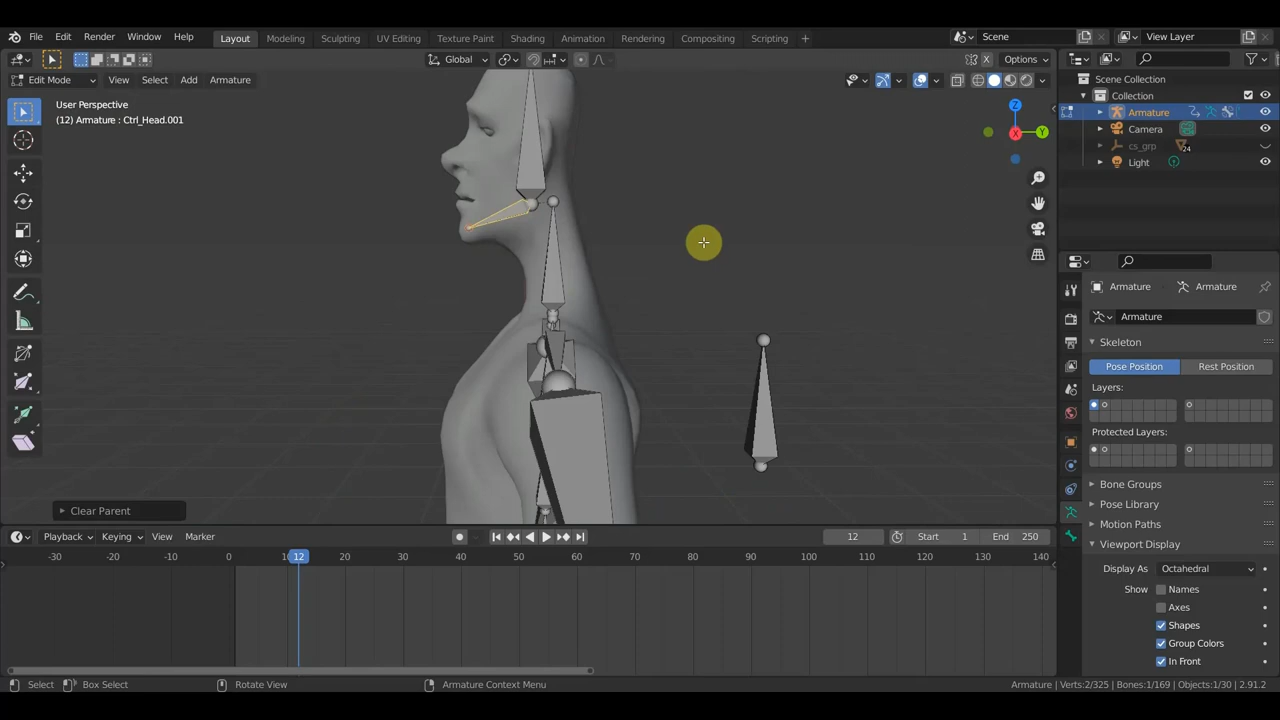 File Edit Render Window Help Layout Modeling Sculpting UV Editing Texture Paint Shading Animation Rendering Compositing Scripting + Scene View Layer
Global X Options
Edit Mode View Select Add Armature
User Perspective
(12) Armature : Ctrl_Head.001
Z
Y
X
Clear Parent
Scene Collection
Collection
Armature
Camera
cs_grp 24
Light
Armature Armature
Armature
Skeleton
Pose Position Rest Position
Layers:
Protected Layers:
Bone Groups
Pose Library
Motion Paths
Viewport Display
Display As Octahedral
Show Names
Axes
Shapes
Group Colors
In Front
Playback Keying View Marker 12 Start 1 End 250
-30 -20 -10 0 12 20 30 40 50 60 70 80 90 100 110 120 130 140
Select Box Select Rotate View Armature Context Menu Armature | Verts:2/325 | Bones:1/169 | Objects:1/30 | 2.91.2